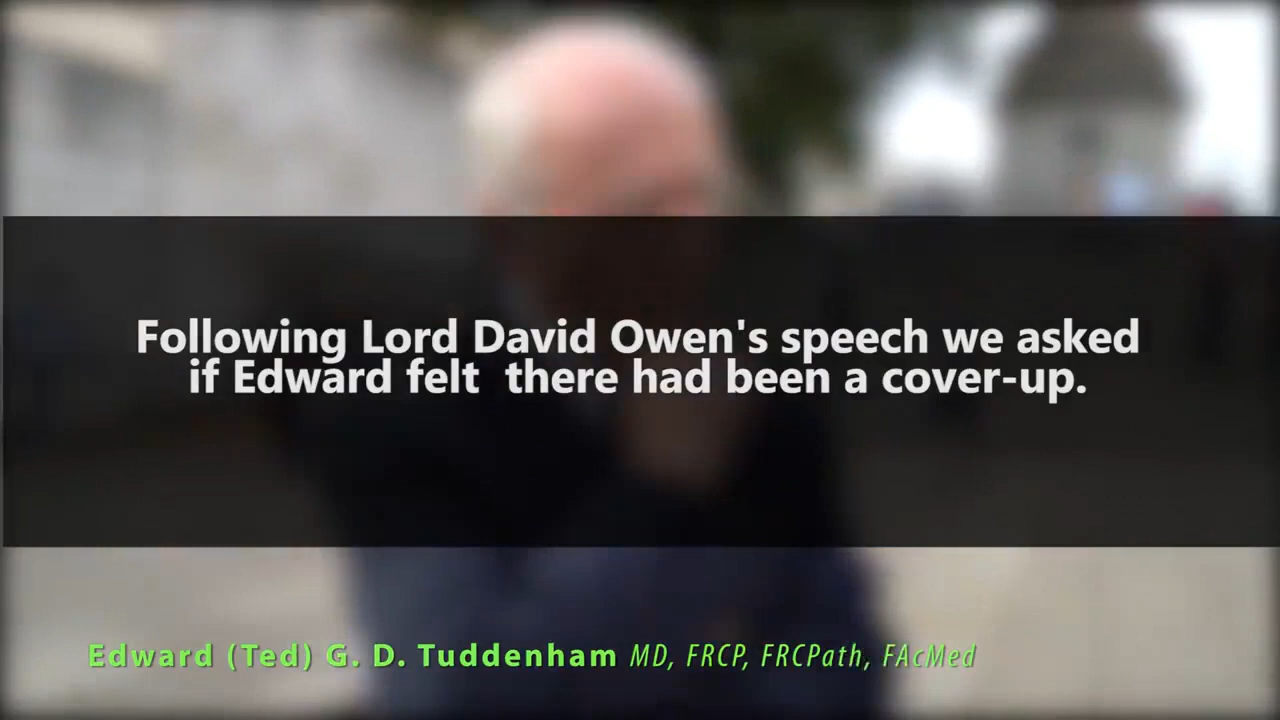 Following Lord David Owen's speech we asked
if Edward felt  there had been a cover-up.
Edward (Ted) G. D. Tuddenham MD, FRCP, FRCPath, FAcMed